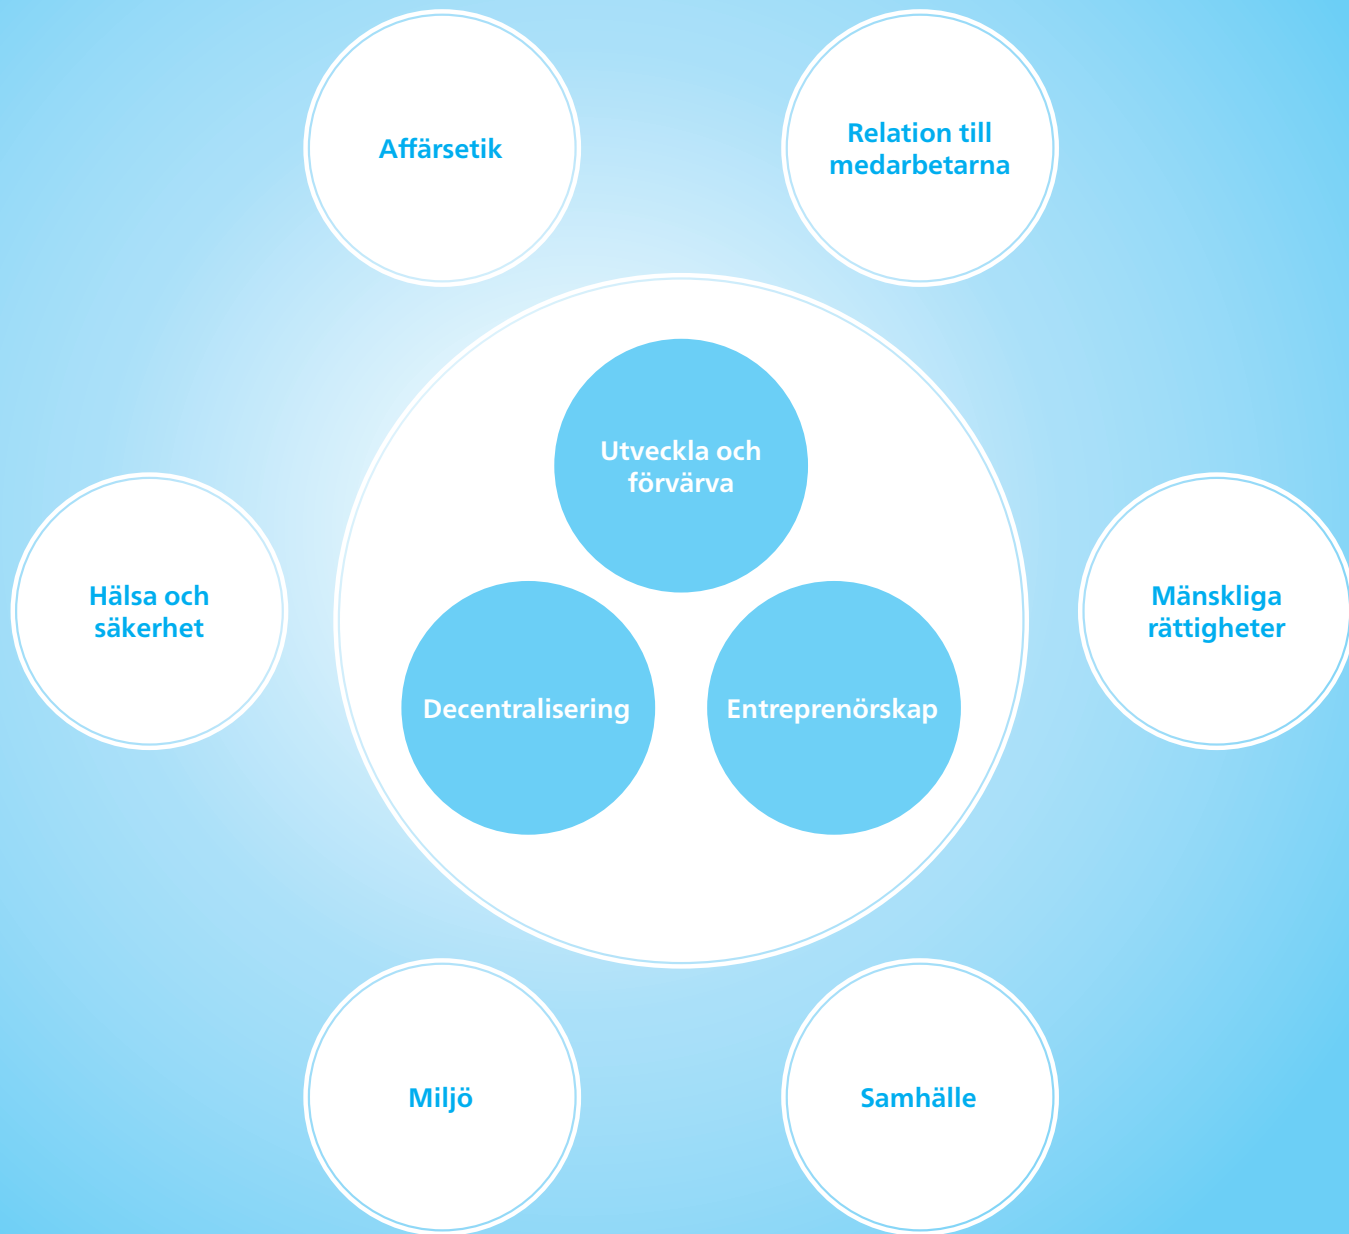 Affärsetik
Relation till
medarbetarna
Utveckla och
förvärva
Hälsa och
säkerhet
Mänskliga
rättigheter
Decentralisering
Entreprenörskap
Miljö
Samhälle